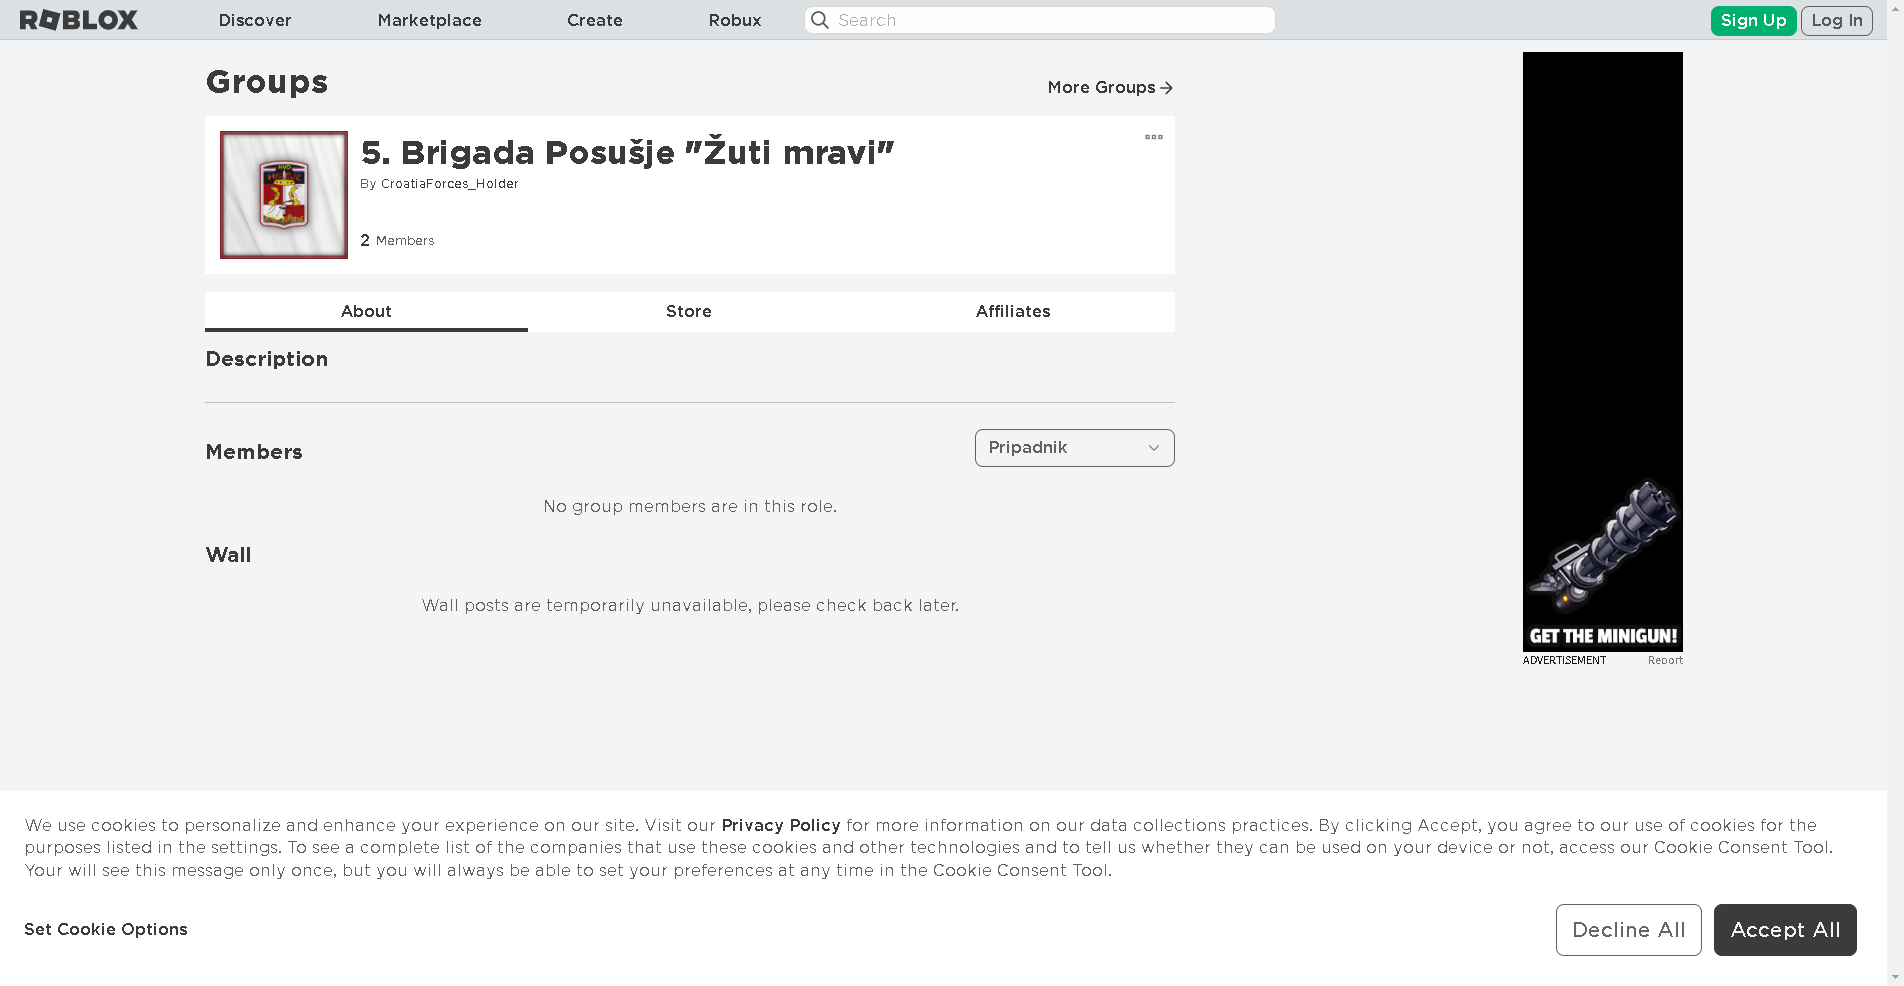 ROBLOX
Discover
Marketplace
Create
Robux
Search
Sign Up
Log In
Groups
More Groups
5. Brigada Posušje "Žuti mravi"
By CroatiaForces_Holder
2 Members
HVO
About
Store
Affiliates
Description
Members
Pripadnik
No group members are in this role.
Wall
Wall posts are temporarily unavailable, please check back later.
GET THE MINIGUN!
ADVERTISEMENT
Report
We use cookies to personalize and enhance your experience on our site. Visit our Privacy Policy for more information on our data collections practices. By clicking Accept, you agree to our use of cookies for the
purposes listed in the settings. To see a complete list of the companies that use these cookies and other technologies and to tell us whether they can be used on your device or not, access our Cookie Consent Tool.
Your will see this message only once, but you will always be able to set your preferences at any time in the Cookie Consent Tool.
Set Cookie Options
Decline All
Accept All